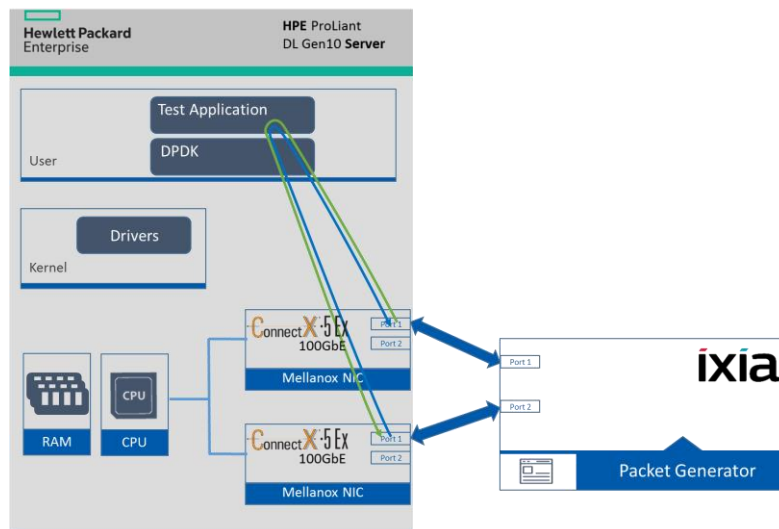 Hewlett Packard
Enterprise
HPE ProLiant
DL Gen10 Server
Test Application
DPDK
User
Drivers
Kernel
ConnectX·5 Ex
100GbE
Port 1
Port 2
Mellanox NIC
ConnectX·5 Ex
100GbE
Port 1
Port 2
Mellanox NIC
RAM
CPU
CPU
ixia
Port 1
Port 2
Packet Generator